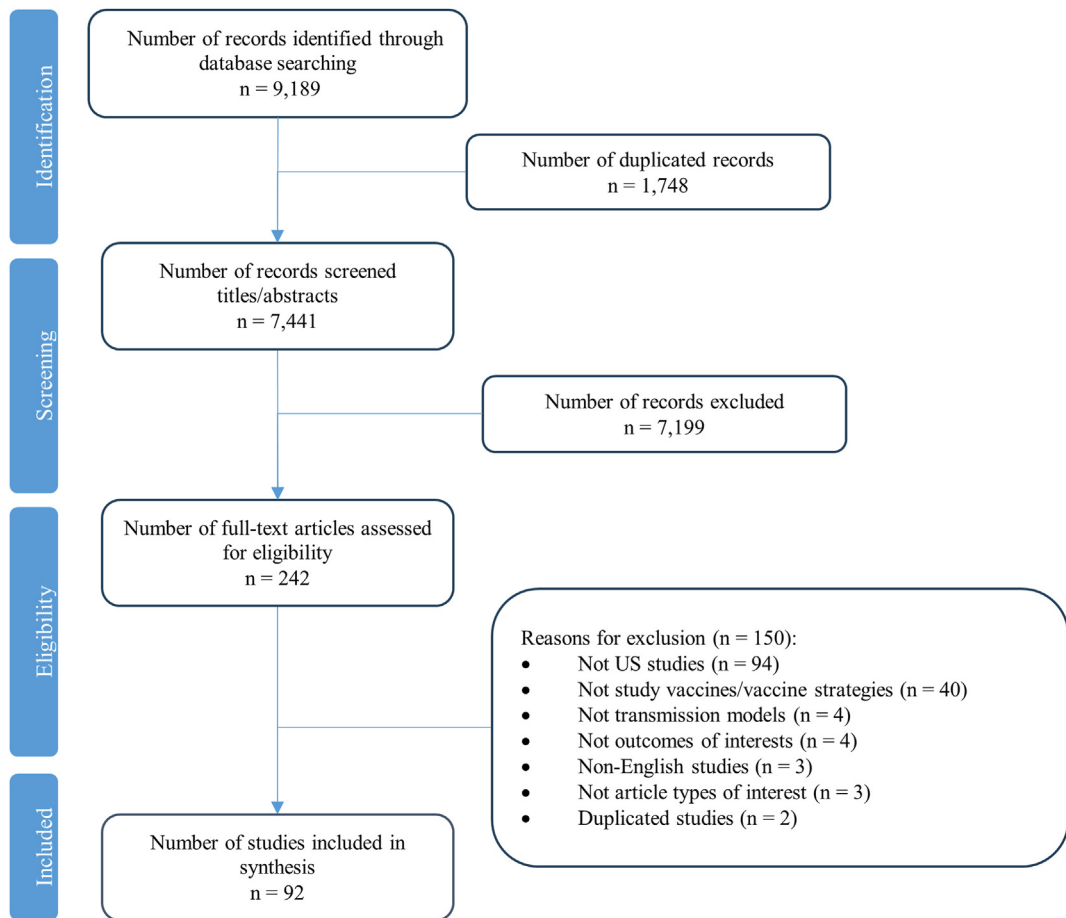 Identification
Number of records identified through
database searching
n = 9,189
Number of duplicated records
n = 1,748
Screening
Number of records screened
titles/abstracts
n = 7,441
Number of records excluded
n = 7,199
Eligibility
Number of full-text articles assessed
for eligibility
n = 242
Reasons for exclusion (n = 150):
• Not US studies (n = 94)
• Not study vaccines/vaccine strategies (n = 40)
• Not transmission models (n = 4)
• Not outcomes of interests (n = 4)
• Non-English studies (n = 3)
• Not article types of interest (n = 3)
• Duplicated studies (n = 2)
Included
Number of studies included in
synthesis
n = 92